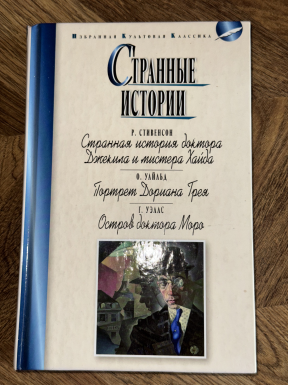 Избранная Культовая Классика
Странные
истории
Р. Стивенсон
Странная история доктора
Джекила и мистера Хайда
О. Уайльд
Портрет Дориана Грея
Г. Уэллс
Остров доктора Моро